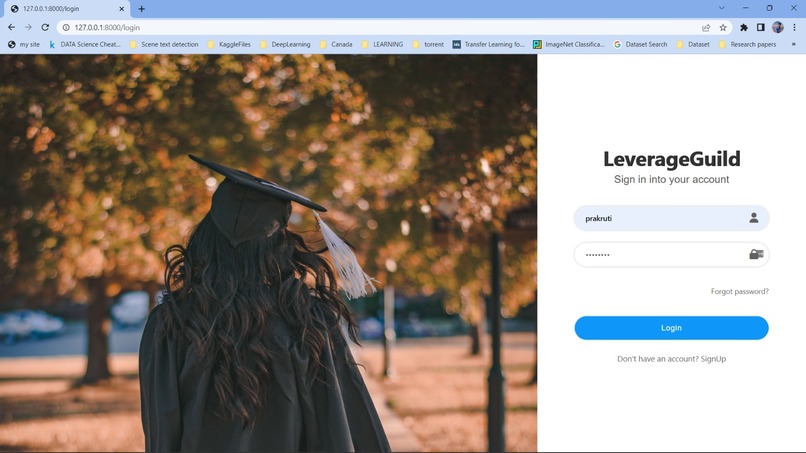 127.0.0.1:8000/login
127.0.0.1:8000/login
my site
DATA Science Cheat...
Scene text detection
KaggleFiles
DeepLearning
Canada
LEARNING
torrent
Transfer Learning fo...
ImageNet Classifica...
Dataset Search
Dataset
Research papers
»
LeverageGuild
Sign in into your account
prakruti
Forgot password?
Login
Don't have an account? SignUp